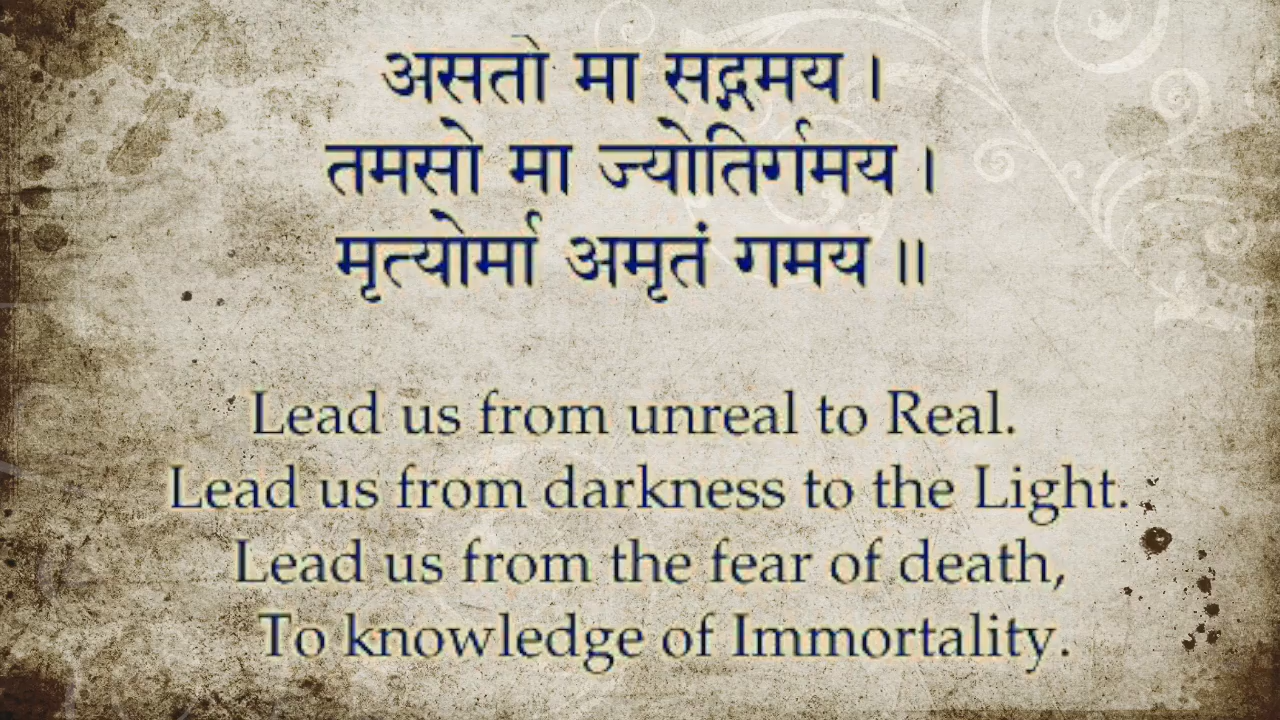 असतो मा सद्गमय ।
तमसो मा ज्योतिर्गमय ।
मृत्योर्मा अमृतं गमय ॥
Lead us from unreal to Real.
Lead us from darkness to the Light.
Lead us from the fear of death,
To knowledge of Immortality.